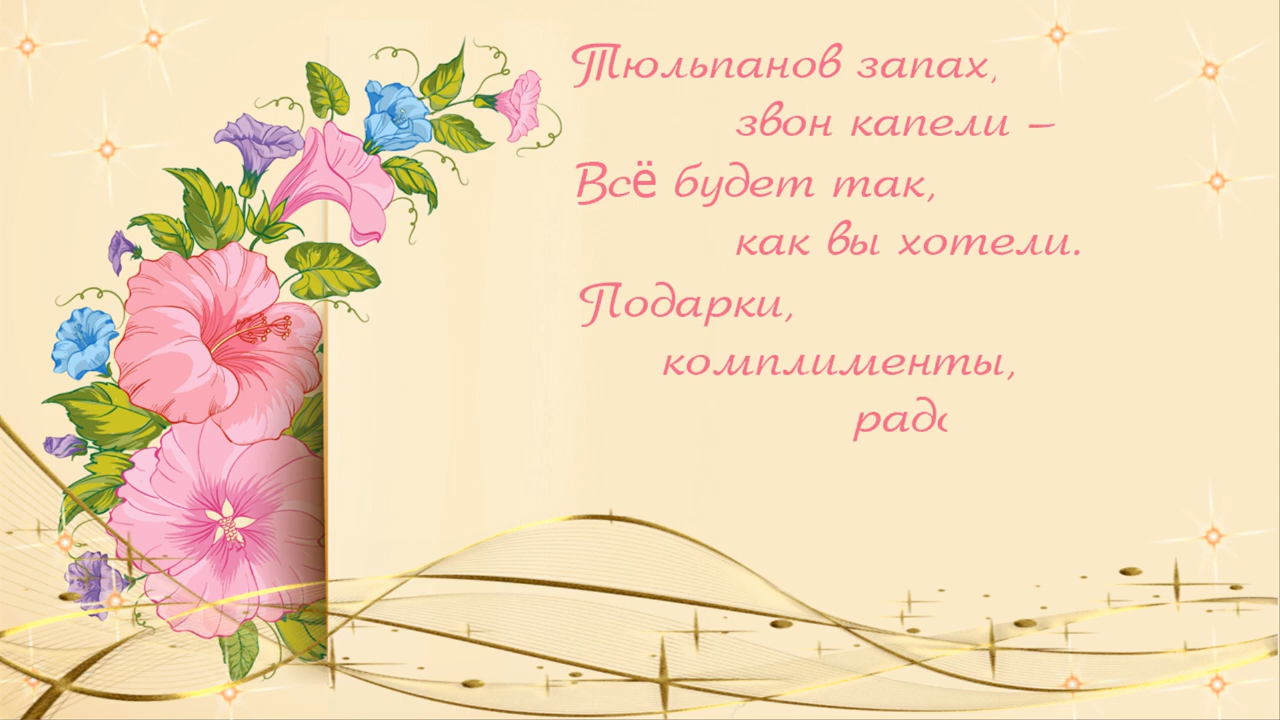 Тюльпанов запах,
звон капели –
Всё будет так,
как вы хотели.
Подарки,
комплименты,